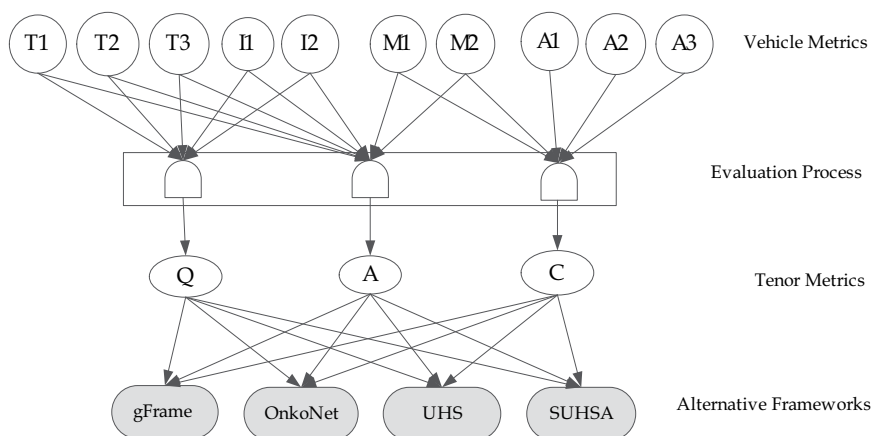 T1 T2 T3 I1 I2 M1 M2 A1 A2 A3 Vehicle Metrics
Evaluation Process
Q A C Tenor Metrics
gFrame OnkoNet UHS SUHSA Alternative Frameworks